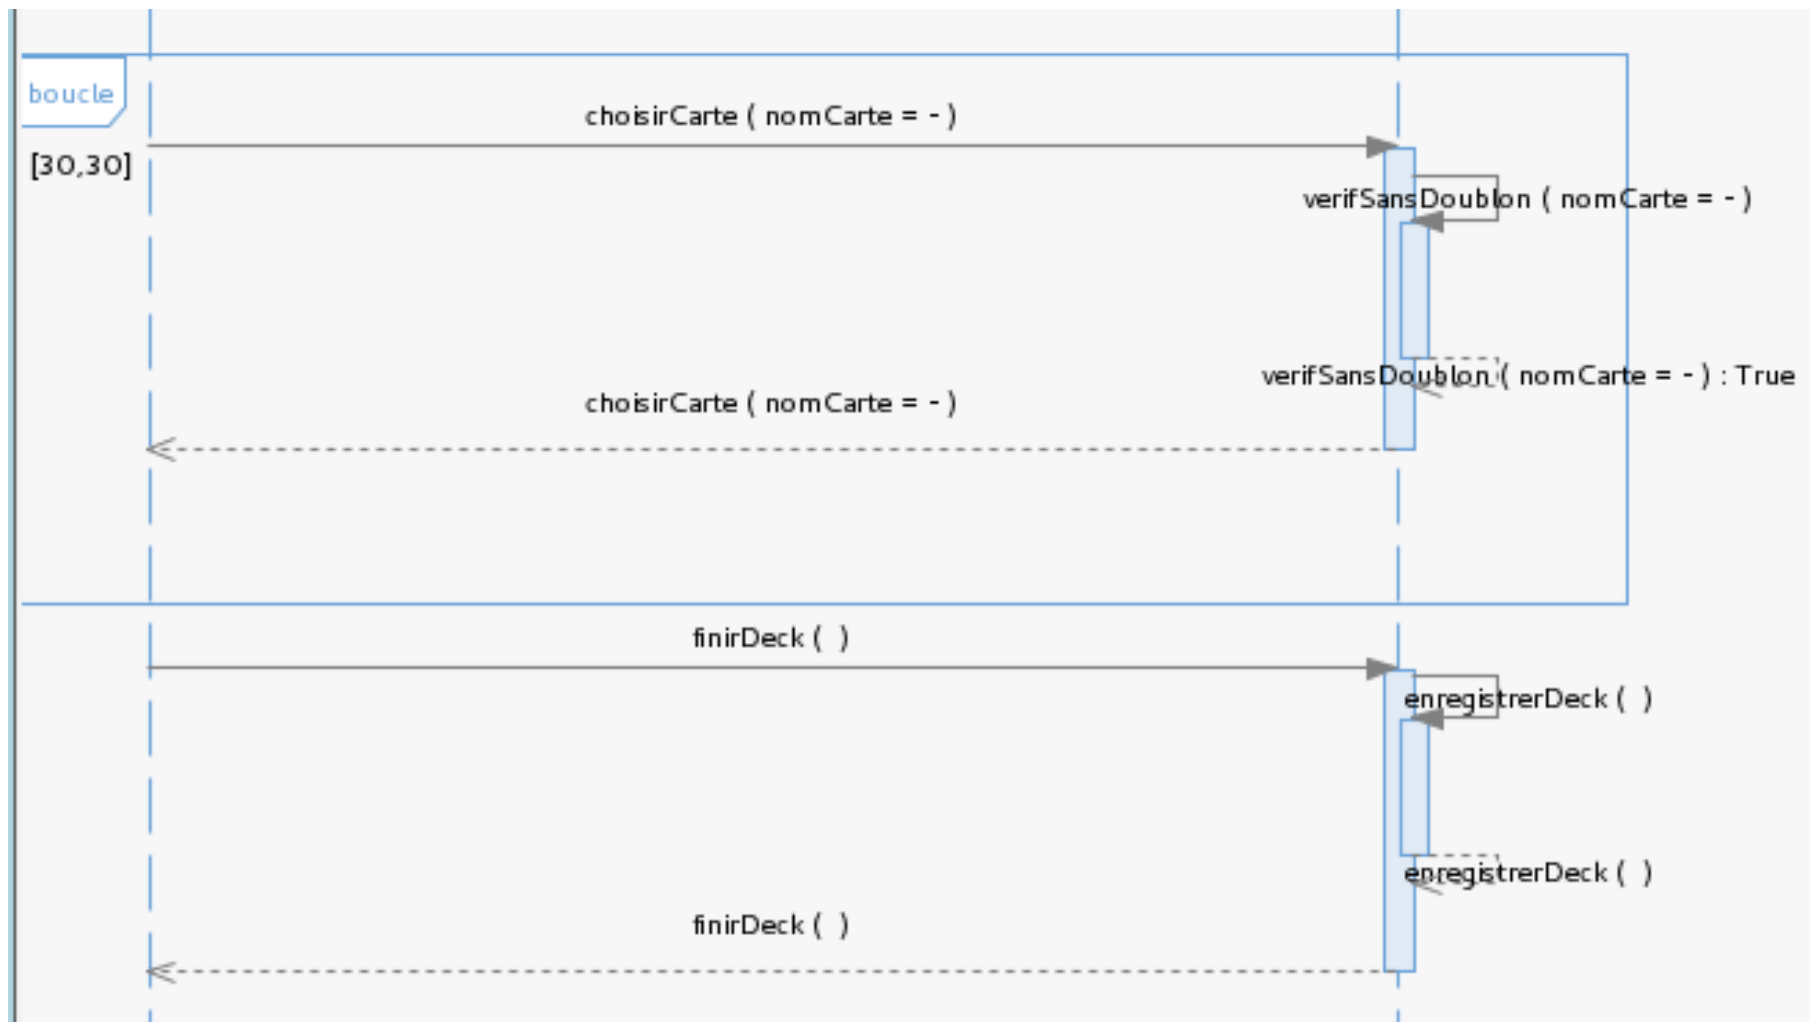 boucle
choisirCarte ( nomCarte = - )
[30,30]
verifSansDoublon ( nomCarte = - )
verifSansDoublon ( nomCarte = - ) : True
choisirCarte ( nomCarte = - )
finirDeck ( )
enregistrerDeck ( )
enregistrerDeck ( )
finirDeck ( )